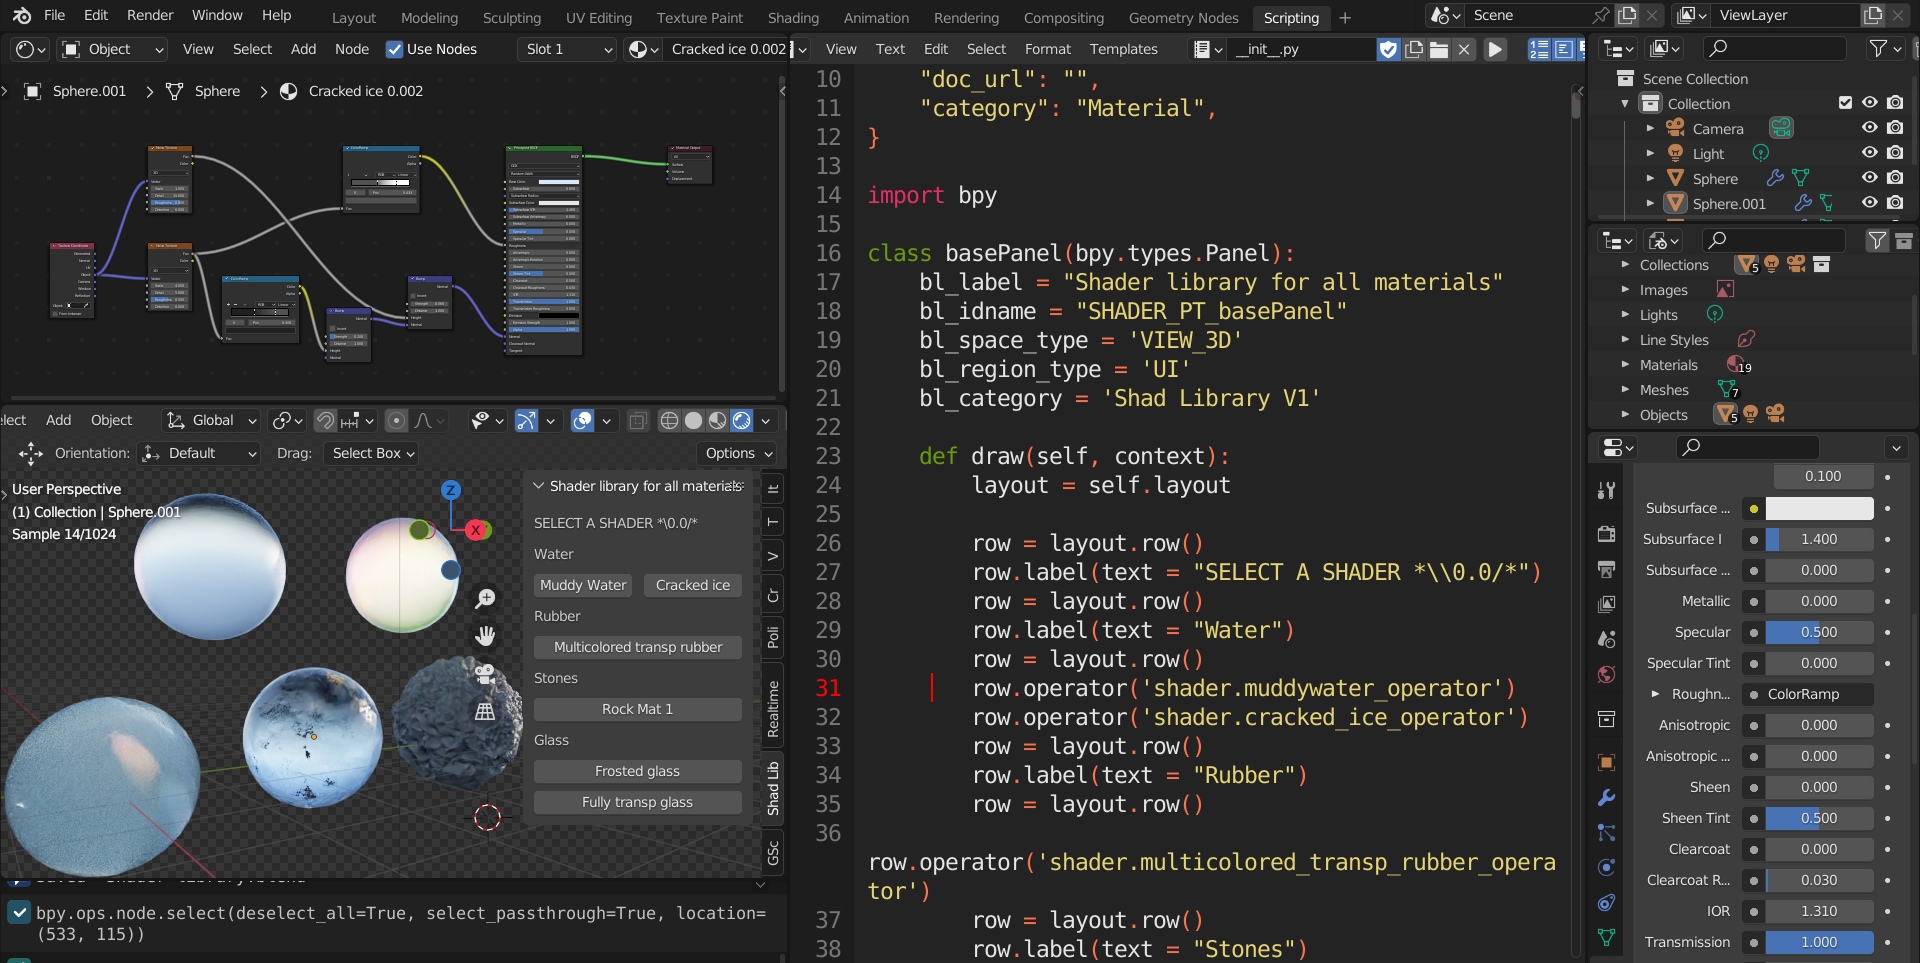 File Edit Render Window Help Layout Modeling Sculpting UV Editing Texture Paint Shading Animation Rendering Compositing Geometry Nodes Scripting + Scene ViewLayer
Object View Select Add Node Use Nodes Slot 1 Cracked ice 0.002
View Text Edit Select Format Templates __init__.py
Sphere.001 > Sphere > Cracked ice 0.002
10 "doc_url": "",
11 "category": "Material",
12 }
13
14 import bpy
15
16 class basePanel(bpy.types.Panel):
17 bl_label = "Shader library for all materials"
18 bl_idname = "SHADER_PT_basePanel"
19 bl_space_type = 'VIEW_3D'
20 bl_region_type = 'UI'
21 bl_category = 'Shad Library V1'
22
23 def draw(self, context):
24 layout = self.layout
25
26 row = layout.row()
27 row.label(text = "SELECT A SHADER *\\0.0/*")
28 row = layout.row()
29 row.label(text = "Water")
30 row = layout.row()
31 row.operator('shader.muddywater_operator')
32 row.operator('shader.cracked_ice_operator')
33 row = layout.row()
34 row.label(text = "Rubber")
35 row = layout.row()
36
row.operator('shader.multicolored_transp_rubber_opera
tor')
37 row = layout.row()
38 row.label(text = "Stones")
Scene Collection
Collection
Camera
Light
Sphere
Sphere.001
Collections 5
Images
Lights
Line Styles
Materials 19
Meshes 7
Objects 5
0.100
Subsurface ...
Subsurface I 1.400
Subsurface ... 0.000
Metallic 0.000
Specular 0.500
Specular Tint 0.000
Roughn... ColorRamp
Anisotropic 0.000
Anisotropic ... 0.000
Sheen 0.000
Sheen Tint 0.500
Clearcoat 0.000
Clearcoat R... 0.030
IOR 1.310
Transmission 1.000
elect Add Object Global
Orientation: Default Drag: Select Box Options
User Perspective
(1) Collection | Sphere.001
Sample 14/1024
Z
X
Shader library for all materials
SELECT A SHADER *\0.0/*
Water
Muddy Water Cracked ice
Rubber
Multicolored transp rubber
Stones
Rock Mat 1
Glass
Frosted glass
Fully transp glass
It
T
V
Cr
Poli
Realtime
Shad Lib
GSc
bpy.ops.node.select(deselect_all=True, select_passthrough=True, location=
(533, 115))